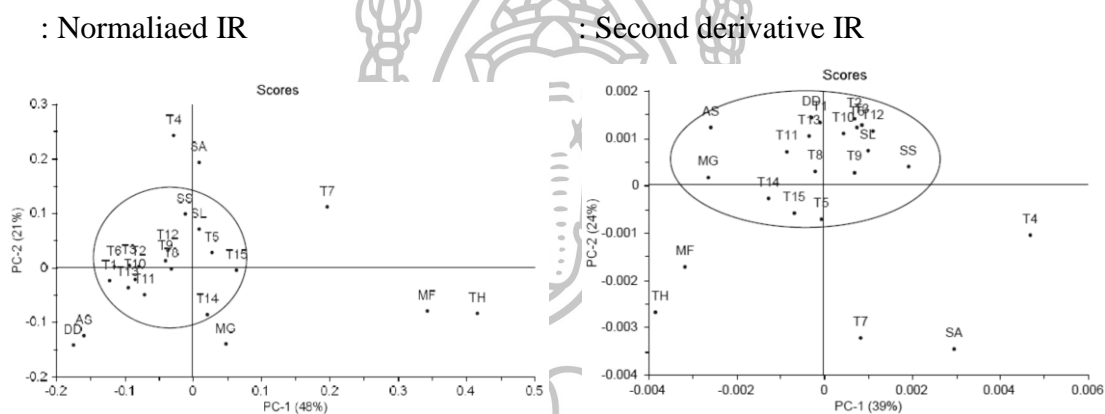 : Normaliaed IR
: Second derivative IR
Scores
0.3
0.2
0.1
0
-0.1
-0.2
-0.2
-0.1
0
0.1
0.2
0.3
0.4
0.5
PC-2 (21%)
PC-1 (48%)
T4
SA
T7
SS
SL
T12
T9
T5
T6 T3 T2
T8
T15
T1 T10
T13
T11
T14
MF
TH
AS
DD
MG
Scores
0.002
0.001
0
-0.001
-0.002
-0.003
-0.004
-0.004
-0.002
0
0.002
0.004
0.006
PC-2 (24%)
PC-1 (39%)
AS
DD
T1
T2
T13
T10
T12
T11
SL
T8
T9
SS
MG
T14
T15
T5
T4
MF
TH
T7
SA